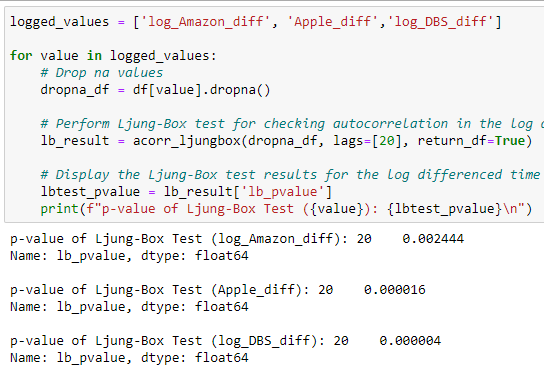 logged_values = ['log_Amazon_diff', 'Apple_diff','log_DBS_diff']
for value in logged_values:
# Drop na values
dropna_df = df[value].dropna()
# Perform Ljung-Box test for checking autocorrelation in the log
lb_result = acorr_ljungbox(dropna_df, lags=[20], return_df=True)
# Display the Ljung-Box test results for the log differenced time
lbtest_pvalue = lb_result['lb_pvalue']
print(f"p-value of Ljung-Box Test ({value}): {lbtest_pvalue}\n")
p-value of Ljung-Box Test (log_Amazon_diff): 20    0.002444
Name: lb_pvalue, dtype: float64
p-value of Ljung-Box Test (Apple_diff): 20    0.000016
Name: lb_pvalue, dtype: float64
p-value of Ljung-Box Test (log_DBS_diff): 20    0.000004
Name: lb_pvalue, dtype: float64